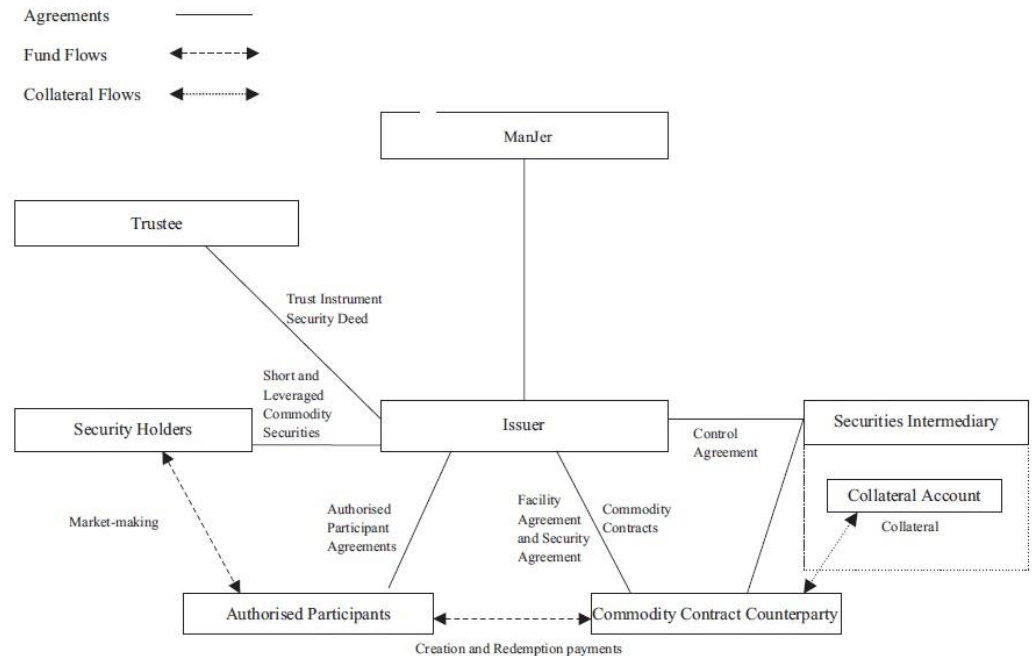 Agreements
Fund Flows
Collateral Flows
ManJer
Trustee
Trust Instrument
Security Deed
Short and
Leveraged
Commodity
Securities
Security Holders
Issuer
Securities Intermediary
Control
Agreement
Collateral Account
Collateral
Market-making
Authorised
Participant
Agreements
Facility
Agreement
and Security
Agreement
Commodity
Contracts
Authorised Participants
Commodity Contract Counterparty
Creation and Redemption payments